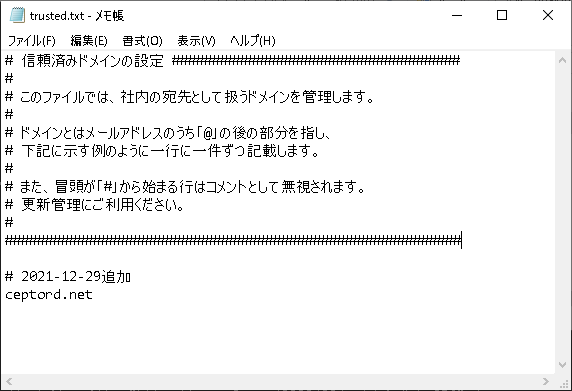 trusted.txt - メモ帳
ファイル(F) 編集(E) 書式(O) 表示(V) ヘルプ(H)
# 信頼済みドメインの設定 ################################################
#
# このファイルでは、社内の宛先として扱うドメインを管理します。
#
# ドメインとはメールアドレスのうち「@」の後の部分を指し、
# 下記に示す例のように一行に一件ずつ記載します。
#
# また、冒頭が「#」から始まる行はコメントとして無視されます。
# 更新管理にご利用ください。
#
############################################################################

# 2021-12-29追加
ceptord.net